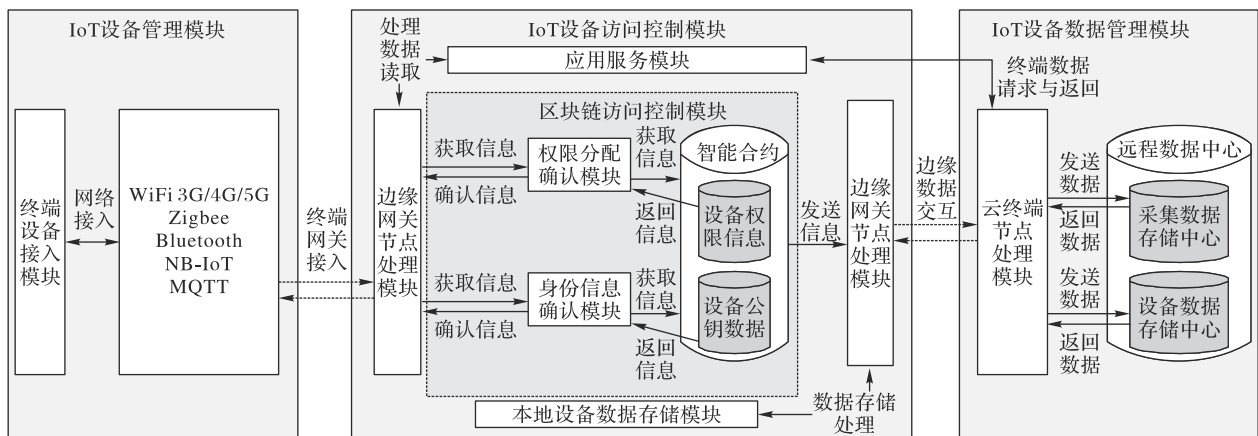 IoT设备管理模块
终端
设备
接入
模块
网络
接入
WiFi 3G/4G/5G
Zigbee
Bluetooth
NB-IoT
MQTT
终端
网关
接入
IoT设备访问控制模块
处理
数据
读取
应用服务模块
边缘
网关
节点
处理
模块
区块链访问控制模块
获取信息
确认信息
权限分配
确认模块
获取
信息
返回
信息
获取信息
确认信息
身份信息
确认模块
获取信息
返回
信息
智能合约
设备权
限信息
设备公
钥数据
发送
信息
边缘
网关
节点
处理
模块
本地设备数据存储模块
数据存储
处理
边缘
数据
交互
IoT设备数据管理模块
终端数据
请求与返回
云终端
节点
处理
模块
远程数据中心
发送
数据
返回
数据
采集数据
存储中心
发送
数据
返回
数据
设备数据
存储中心